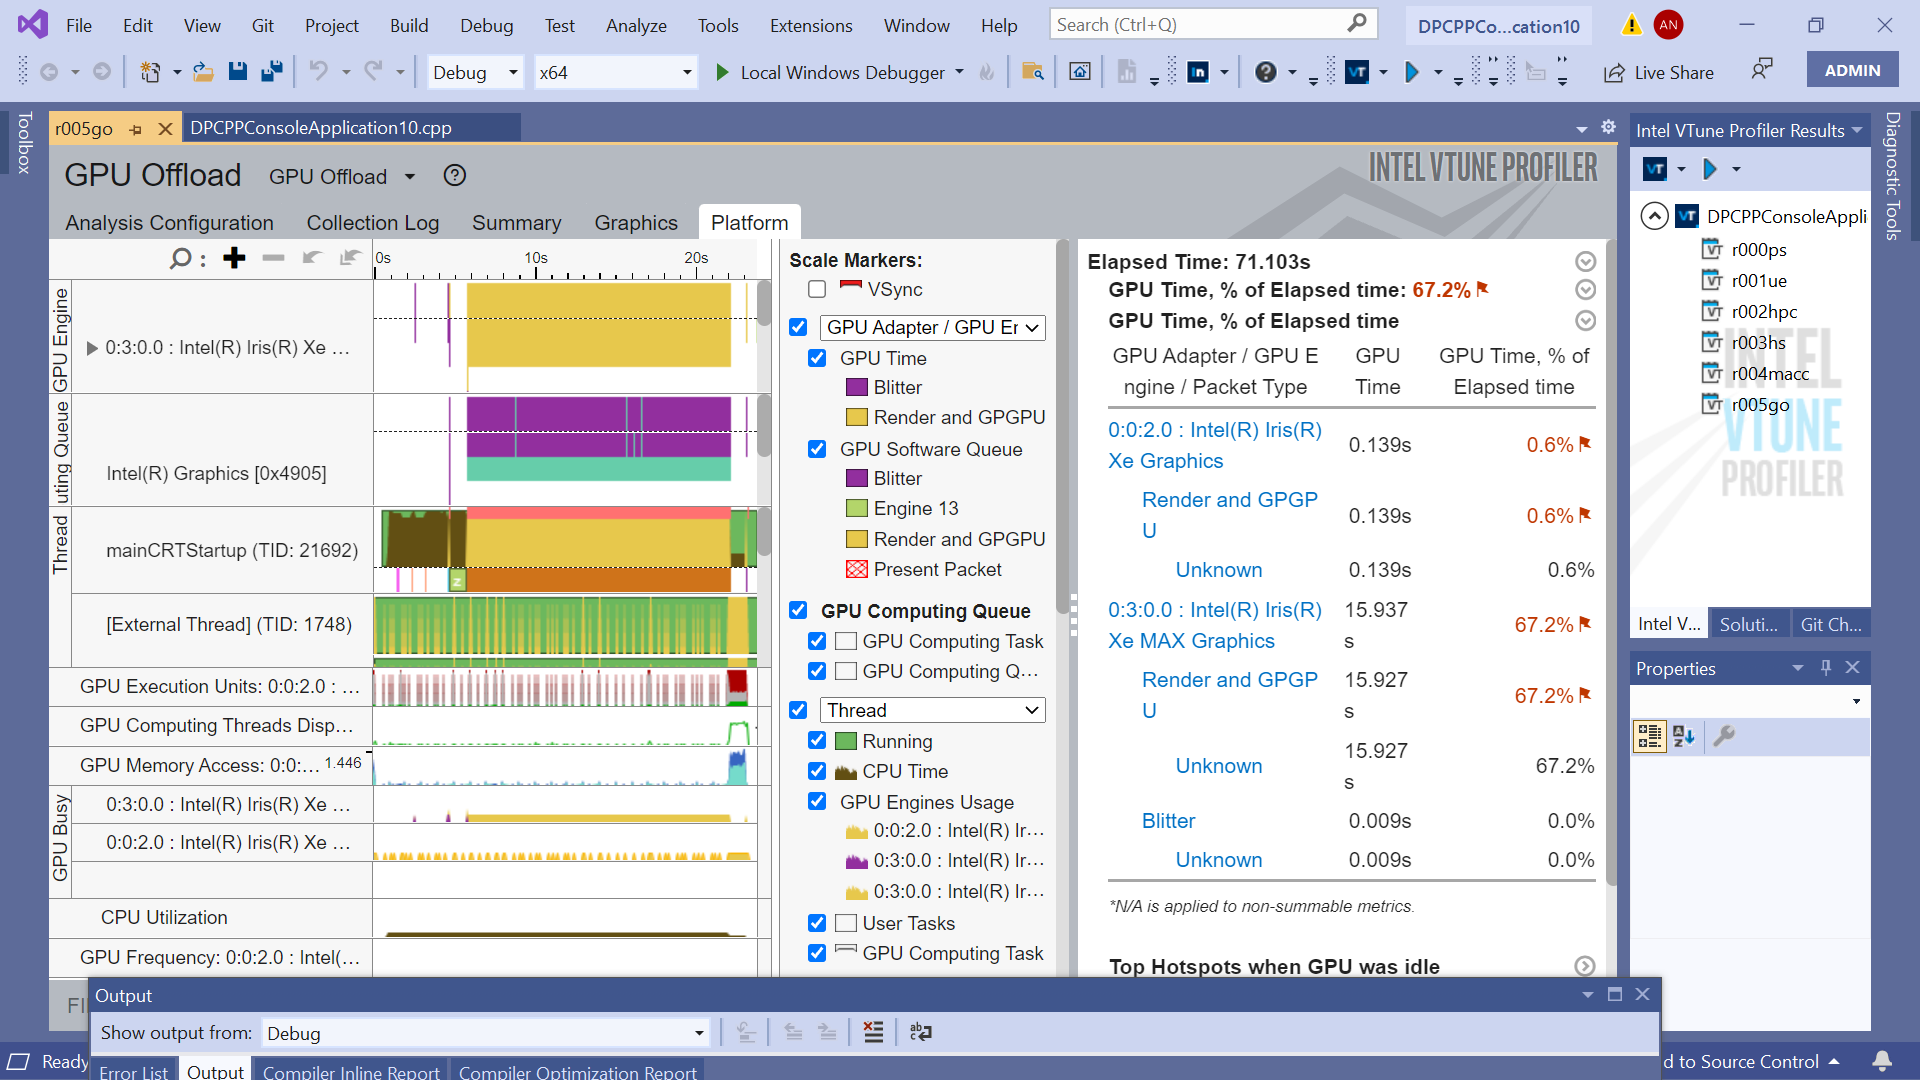 File Edit View Git Project Build Debug Test Analyze Tools Extensions Window Help Search (Ctrl+Q) DPCPPCo...cation10 AN
Debug x64 Local Windows Debugger in VT Live Share ADMIN
Toolbox
r005go DPCPPConsoleApplication10.cpp
GPU Offload GPU Offload
INTEL VTUNE PROFILER
Analysis Configuration Collection Log Summary Graphics Platform
0s 10s 20s
GPU Engine
0:3:0.0 : Intel(R) Iris(R) Xe ...
uting Queue
Intel(R) Graphics [0x4905]
Thread
mainCRTStartup (TID: 21692)
[External Thread] (TID: 1748)
GPU Execution Units: 0:0:2.0 : ...
GPU Computing Threads Disp...
GPU Memory Access: 0:0:... 1.446
GPU Busy
0:3:0.0 : Intel(R) Iris(R) Xe ...
0:0:2.0 : Intel(R) Iris(R) Xe ...
CPU Utilization
GPU Frequency: 0:0:2.0 : Intel(...
Scale Markers:
VSync
GPU Adapter / GPU Er
GPU Time
Blitter
Render and GPGPU
GPU Software Queue
Blitter
Engine 13
Render and GPGPU
Present Packet
GPU Computing Queue
GPU Computing Task
GPU Computing Q...
Thread
Running
CPU Time
GPU Engines Usage
0:0:2.0 : Intel(R) Ir...
0:3:0.0 : Intel(R) Ir...
0:3:0.0 : Intel(R) Ir...
User Tasks
GPU Computing Task
Elapsed Time: 71.103s
GPU Time, % of Elapsed time: 67.2%
GPU Time, % of Elapsed time
GPU Adapter / GPU E GPU GPU Time, % of
ngine / Packet Type Time Elapsed time
0:0:2.0 : Intel(R) Iris(R) 0.139s 0.6%
Xe Graphics
Render and GPGP 0.139s 0.6%
U
Unknown 0.139s 0.6%
0:3:0.0 : Intel(R) Iris(R) 15.937 67.2%
Xe MAX Graphics s
Render and GPGP 15.927 67.2%
U s
Unknown 15.927 67.2%
s
Blitter 0.009s 0.0%
Unknown 0.009s 0.0%
*N/A is applied to non-summable metrics.
Top Hotspots when GPU was idle
Intel VTune Profiler Results
VT
DPCPPConsoleAppli
r000ps
r001ue
r002hpc
r003hs
r004macc
r005go
INTEL
VTUNE
PROFILER
Intel V... Soluti... Git Ch...
Properties
Diagnostic Tools
Output
Show output from: Debug
Error List Output Compiler Inline Report Compiler Optimization Report
Ready d to Source Control